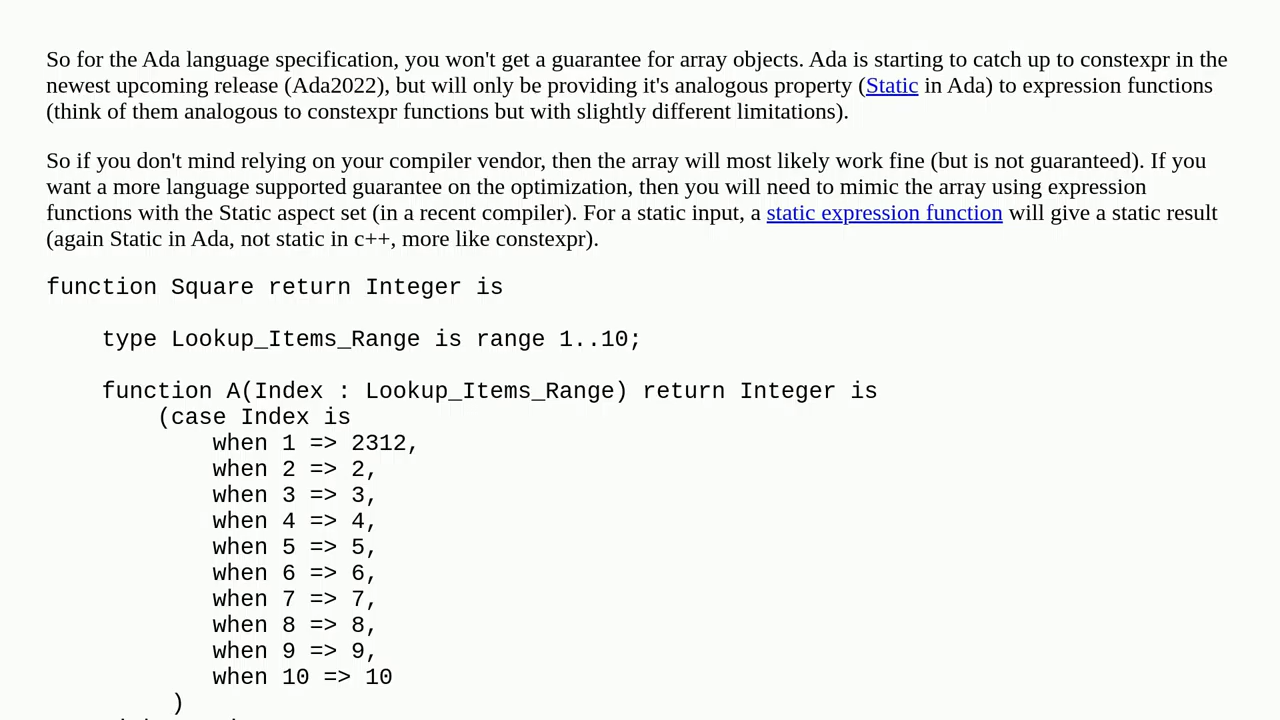 So for the Ada language specification, you won't get a guarantee for array objects. Ada is starting to catch up to constexpr in the
newest upcoming release (Ada2022), but will only be providing it's analogous property (Static in Ada) to expression functions
(think of them analogous to constexpr functions but with slightly different limitations).
So if you don't mind relying on your compiler vendor, then the array will most likely work fine (but is not guaranteed). If you
want a more language supported guarantee on the optimization, then you will need to mimic the array using expression
functions with the Static aspect set (in a recent compiler). For a static input, a static expression function will give a static result
(again Static in Ada, not static in c++, more like constexpr).
function Square return Integer is
    type Lookup_Items_Range is range 1..10;
    function A(Index : Lookup_Items_Range) return Integer is
        (case Index is
            when 1 => 2312,
            when 2 => 2,
            when 3 => 3,
            when 4 => 4,
            when 5 => 5,
            when 6 => 6,
            when 7 => 7,
            when 8 => 8,
            when 9 => 9,
            when 10 => 10
         )